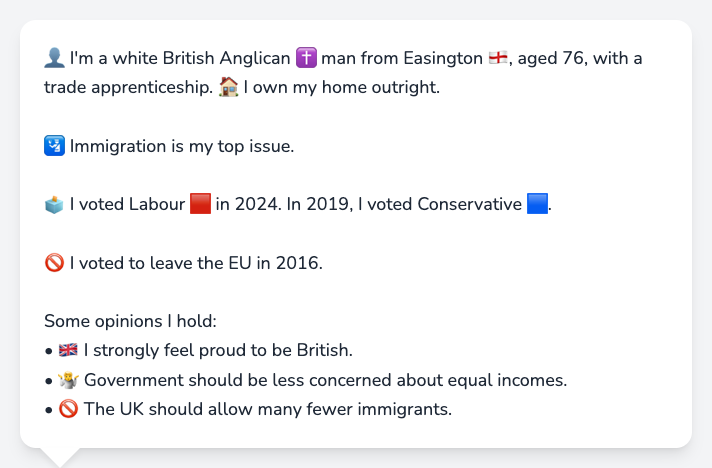 👤 I'm a white British Anglican ✝️ man from Easington 🏴󠁧󠁢󠁥󠁮󠁧󠁿, aged 76, with a
trade apprenticeship. 🏠 I own my home outright.
🛂 Immigration is my top issue.
🗳️ I voted Labour 🟥 in 2024. In 2019, I voted Conservative 🟦.
🚫 I voted to leave the EU in 2016.
Some opinions I hold:
• 🇬🇧 I strongly feel proud to be British.
• 🤷 Government should be less concerned about equal incomes.
• 🚫 The UK should allow many fewer immigrants.